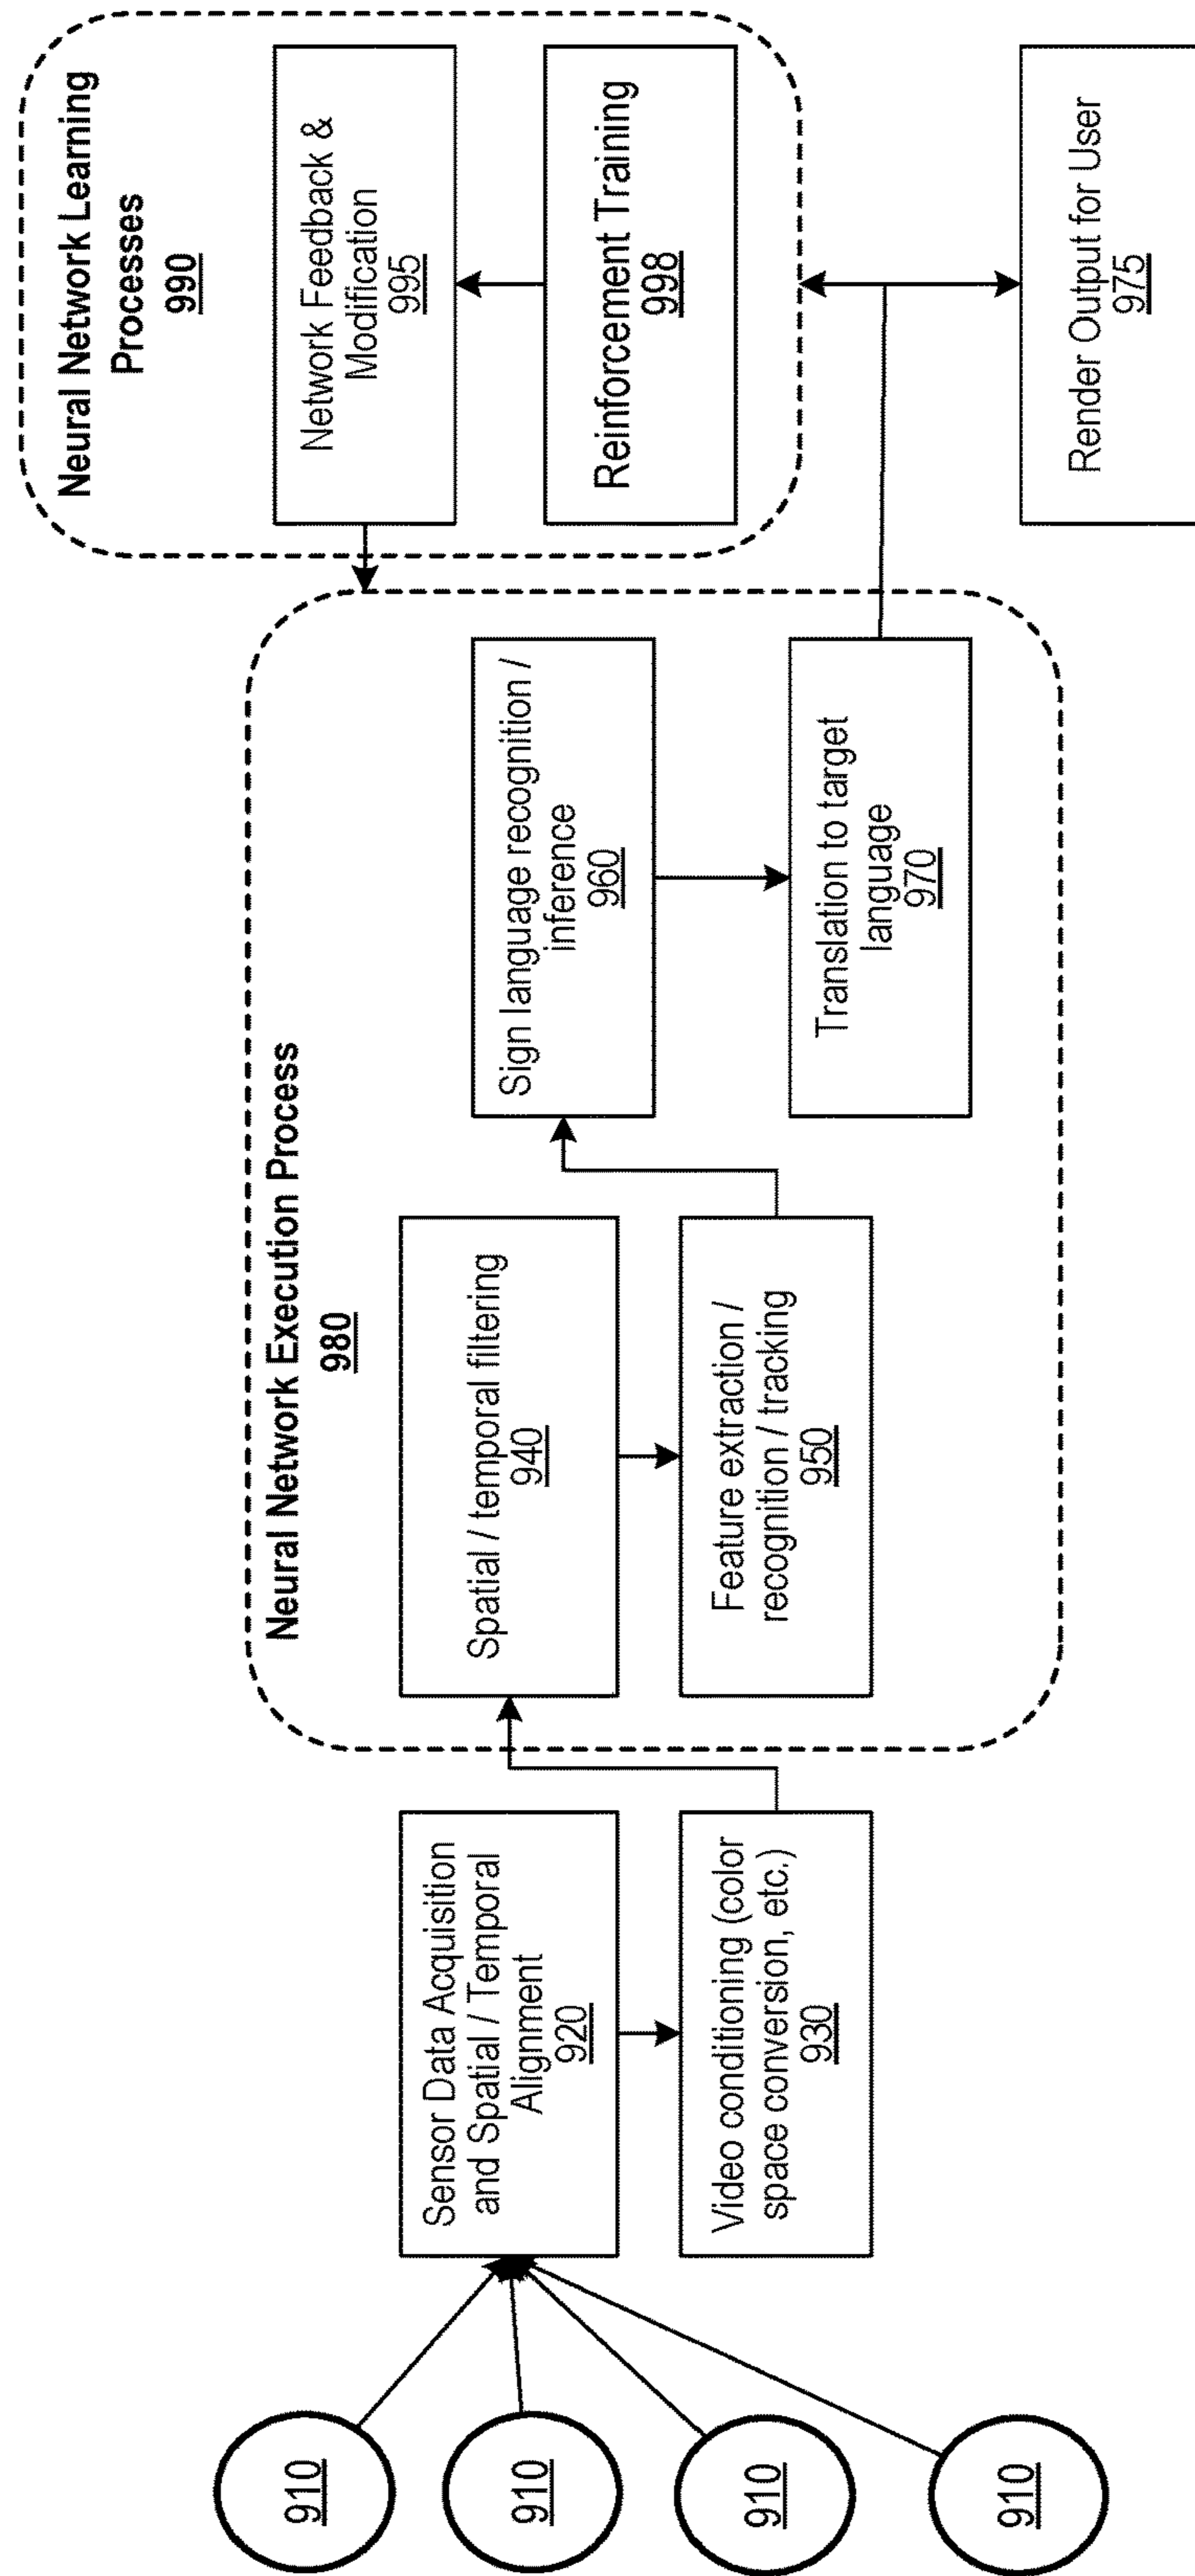 910
910
910
910
Sensor Data Acquisition
and Spatial / Temporal
Alignment
920
Video conditioning (color
space conversion, etc.)
930
Neural Network Execution Process
980
Spatial / temporal filtering
940
Feature extraction /
recognition / tracking
950
Sign language recognition /
inference
960
Translation to target
language
970
Neural Network Learning
Processes
990
Network Feedback &
Modification
995
Reinforcement Training
998
Render Output for User
975